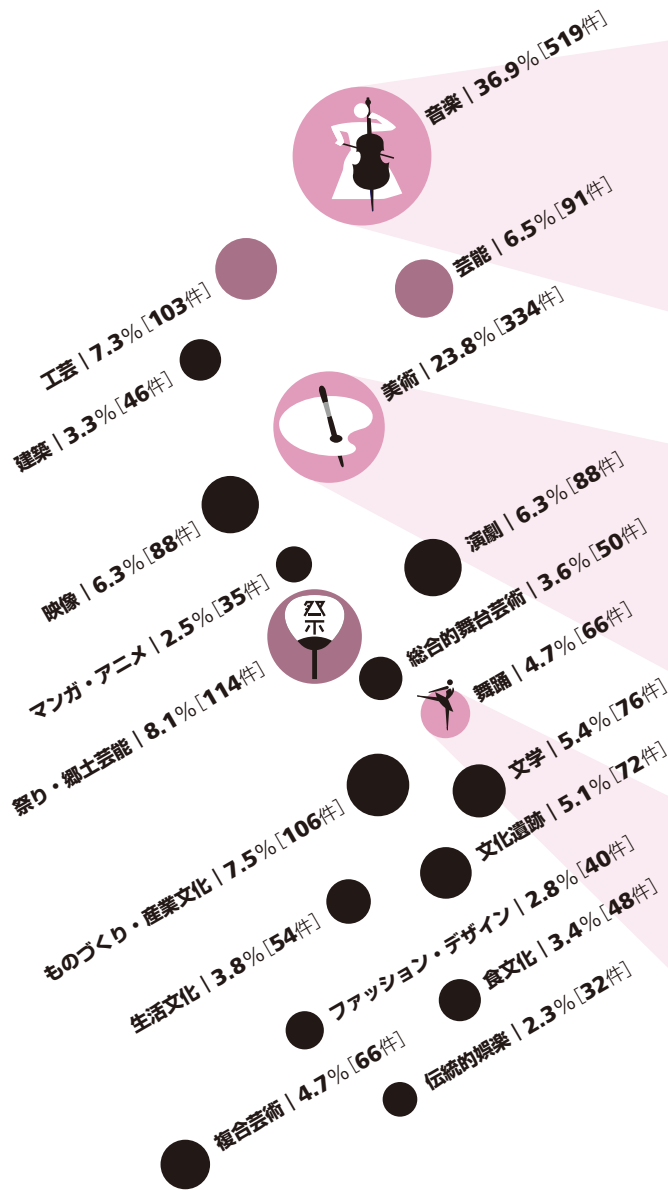 音楽 | 36.9% [519件]
芸能 | 6.5% [91件]
工芸 | 7.3% [103件]
美術 | 23.8% [334件]
建築 | 3.3% [46件]
演劇 | 6.3% [88件]
映像 | 6.3% [88件]
総合的舞台芸術 | 3.6% [50件]
マンガ・アニメ | 2.5% [35件]
祭
舞踊 | 4.7% [66件]
祭り・郷土芸能 | 8.1% [114件]
文学 | 5.4% [76件]
文化遺跡 | 5.1% [72件]
ものづくり・産業文化 | 7.5% [106件]
生活文化 | 3.8% [54件]
ファッション・デザイン | 2.8% [40件]
食文化 | 3.4% [48件]
伝統的娯楽 | 2.3% [32件]
複合芸術 | 4.7% [66件]